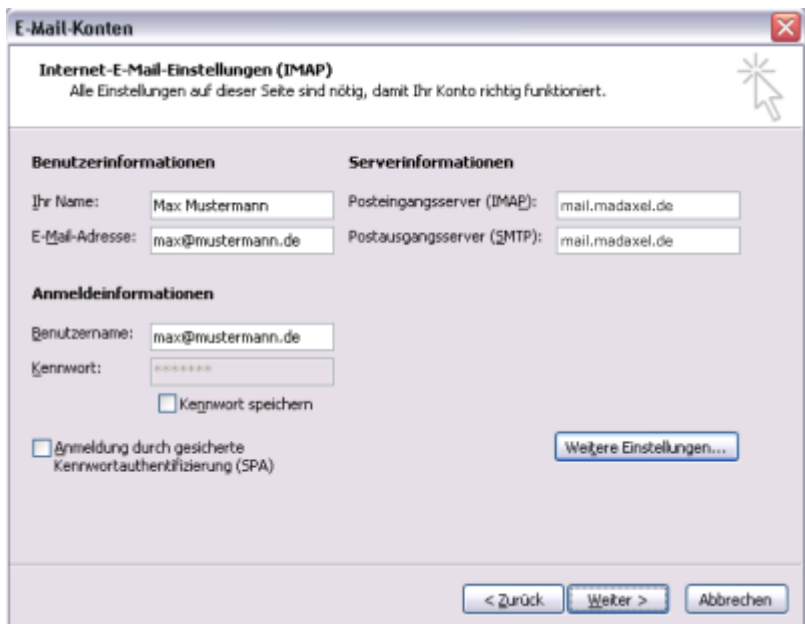 E-Mail-Konten
Internet-E-Mail-Einstellungen (IMAP)
Alle Einstellungen auf dieser Seite sind nötig, damit Ihr Konto richtig funktioniert.
Benutzerinformationen
Ihr Name: Max Mustermann
E-Mail-Adresse: max@mustermann.de
Serverinformationen
Posteingangsserver (IMAP): mail.madaxel.de
Postausgangsserver (SMTP): mail.madaxel.de
Anmeldeinformationen
Benutzername: max@mustermann.de
Kennwort: *******
Kennwort speichern
Anmeldung durch gesicherte
Kennwortauthentifizierung (SPA)
Weitere Einstellungen...
< Zurück
Weiter >
Abbrechen